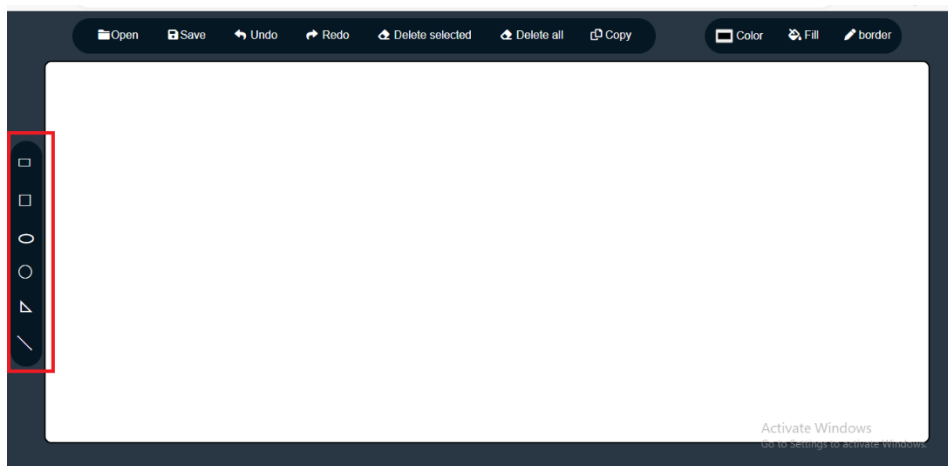 Open Save Undo Redo Delete selected Delete all Copy Color Fill border
Activate Windows
Go to Settings to activate Windows.